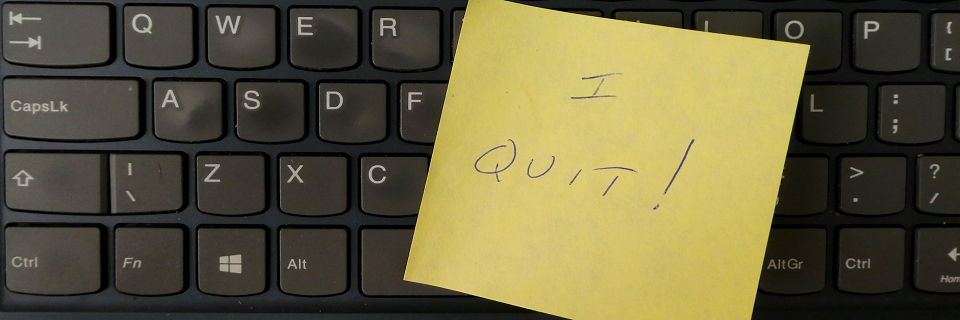 Q W E R O P { [
I
CapsLk A S D F L : ;
QUIT!
| \ Z X C > . ? /
Ctrl Fn Alt AltGr Ctrl